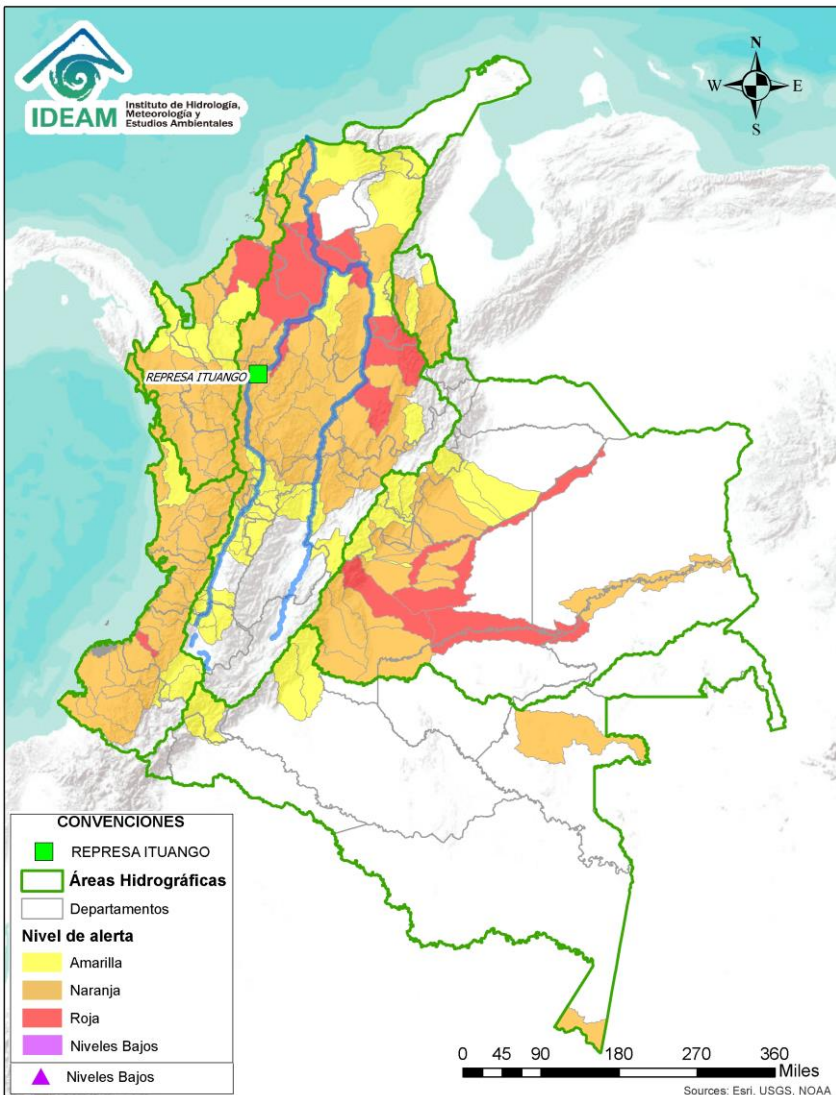 IDEAM
Instituto de Hidrología,
Meteorología y
Estudios Ambientales
N
W
E
S
REPRESA ITUANGO
CONVENCIONES
REPRESA ITUANGO
Áreas Hidrográficas
Departamentos
Nivel de alerta
Amarilla
Naranja
Roja
Niveles Bajos
Niveles Bajos
0 45 90 180 270 360
Miles
Sources: Esri, USGS, NOAA